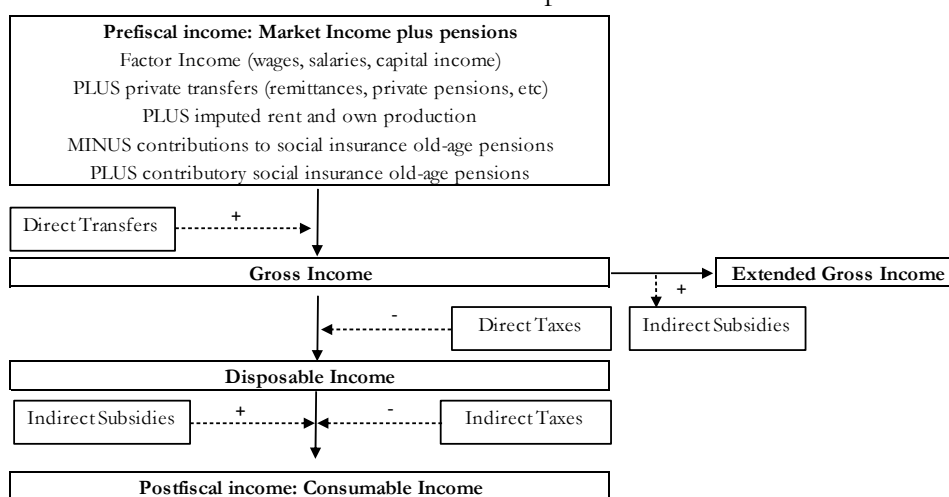 Prefiscal income: Market Income plus pensions
Factor Income (wages, salaries, capital income)
PLUS private transfers (remittances, private pensions, etc)
PLUS imputed rent and own production
MINUS contributions to social insurance old-age pensions
PLUS contributory social insurance old-age pensions
Direct Transfers
+
Gross Income
Extended Gross Income
+
-
Direct Taxes
Indirect Subsidies
Disposable Income
Indirect Subsidies
+
-
Indirect Taxes
Postfiscal income: Consumable Income